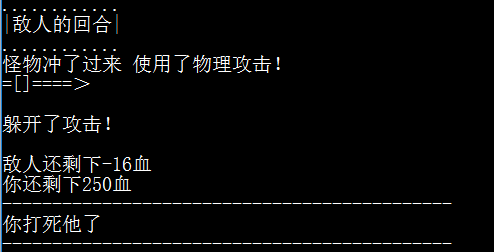 ............
|敌人的回合|
............
怪物冲了过来 使用了物理攻击！
=[]====＞
躲开了攻击！
敌人还剩下-16血
你还剩下250血
---------------------------------------------
你打死他了
---------------------------------------------